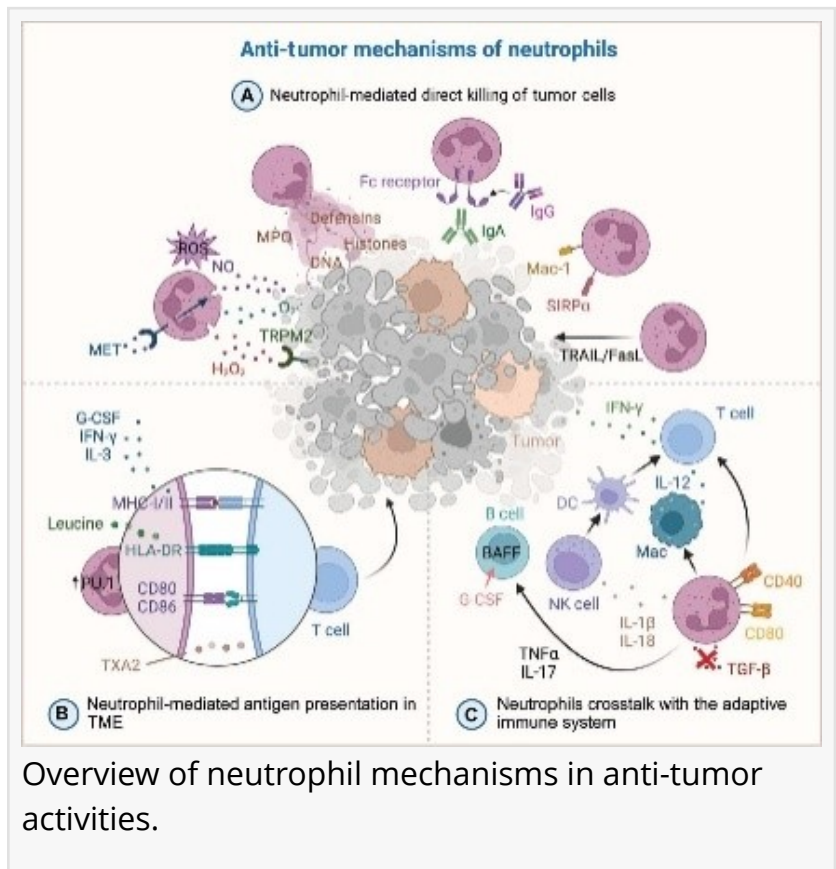 Anti-tumor mechanisms of neutrophils
A Neutrophil-mediated direct killing of tumor cells
Fc receptor
IgG
IgA
Defensins
MPO
Histones
DNA
ROS
NO
Mac-1
SIRPα
O₂⁻
TRPM2
MET
H₂O₂
TRAIL/FasL
G-CSF
IFN-γ
IL-3
MHC-I/II
Leucine
HLA-DR
↑PU.1
CD80
CD86
TXA2
T cell
B Neutrophil-mediated antigen presentation in
TME
Tumor
IFN-γ
T cell
IL-12
DC
B cell
BAFF
Mac
G-CSF
NK cell
CD40
CD80
IL-1β
IL-18
TNFα
IL-17
TGF-β
C Neutrophils crosstalk with the adaptive
immune system
Overview of neutrophil mechanisms in anti-tumor
activities.